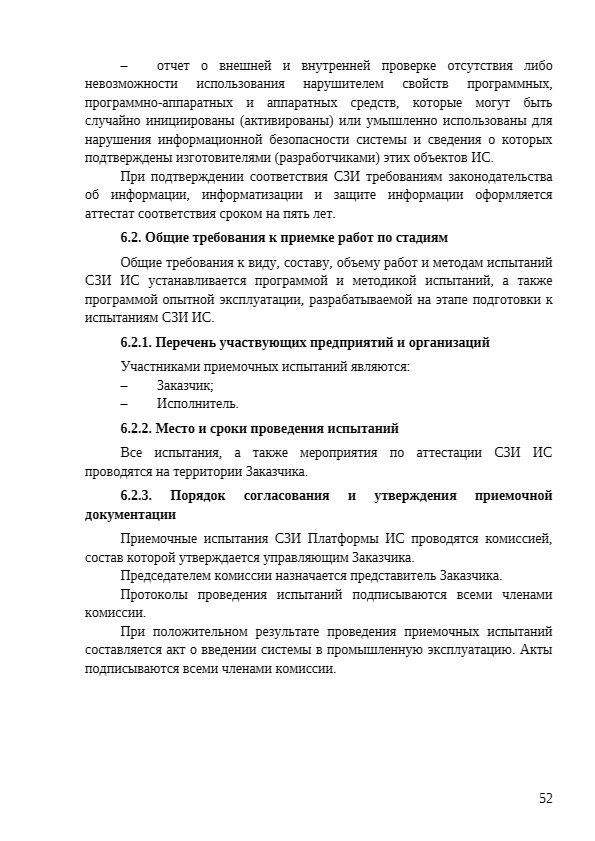 – отчет о внешней и внутренней проверке отсутствия либо
невозможности использования нарушителем свойств программных,
программно-аппаратных и аппаратных средств, которые могут быть
случайно инициированы (активированы) или умышленно использованы для
нарушения информационной безопасности системы и сведения о которых
подтверждены изготовителями (разработчиками) этих объектов ИС.
При подтверждении соответствия СЗИ требованиям законодательства
об информации, информатизации и защите информации оформляется
аттестат соответствия сроком на пять лет.
6.2. Общие требования к приемке работ по стадиям
Общие требования к виду, составу, объему работ и методам испытаний
СЗИ ИС устанавливается программой и методикой испытаний, а также
программой опытной эксплуатации, разрабатываемой на этапе подготовки к
испытаниям СЗИ ИС.
6.2.1. Перечень участвующих предприятий и организаций
Участниками приемочных испытаний являются:
– Заказчик;
– Исполнитель.
6.2.2. Место и сроки проведения испытаний
Все испытания, а также мероприятия по аттестации СЗИ ИС
проводятся на территории Заказчика.
6.2.3. Порядок согласования и утверждения приемочной
документации
Приемочные испытания СЗИ Платформы ИС проводятся комиссией,
состав которой утверждается управляющим Заказчика.
Председателем комиссии назначается представитель Заказчика.
Протоколы проведения испытаний подписываются всеми членами
комиссии.
При положительном результате проведения приемочных испытаний
составляется акт о введении системы в промышленную эксплуатацию. Акты
подписываются всеми членами комиссии.
52